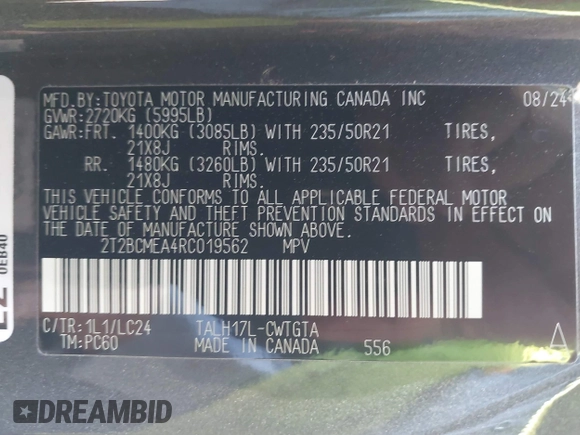 MFD.BY:TOYOTA MOTOR MANUFACTURING CANADA INC 08/24
GVWR:2720KG (5995LB)
GAWR:FRT. 1400KG (3085LB) WITH 235/50R21 TIRES,
21X8J RIMS.
RR. 1480KG (3260LB) WITH 235/50R21 TIRES,
21X8J RIMS.
THIS VEHICLE CONFORMS TO ALL APPLICABLE FEDERAL MOTOR
VEHICLE SAFETY AND THEFT PREVENTION STANDARDS IN EFFECT ON
THE DATE OF MANUFACTURE SHOWN ABOVE.
2T2BCMEA4RC019562 MPV
C/TR:1L1/LC24 TALH17L-CWTGTA
TM:PC60 MADE IN CANADA 556 A
0EB40
DREAMBID